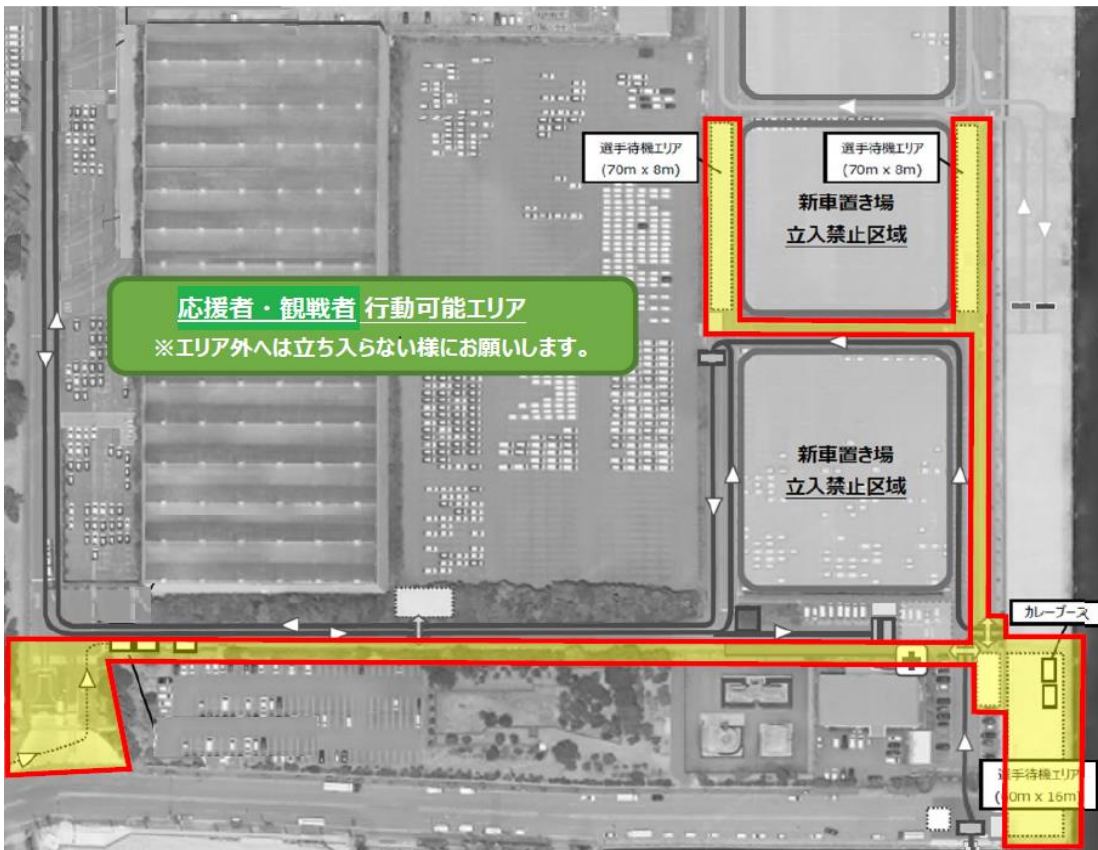 選手待機エリア
(70m x 8m)
選手待機エリア
(70m x 8m)
新車置き場
立入禁止区域
応援者・観戦者 行動可能エリア
※エリア外へは立ち入らない様にお願いします。
新車置き場
立入禁止区域
カレーブース
選手待機エリア
(60m x 16m)